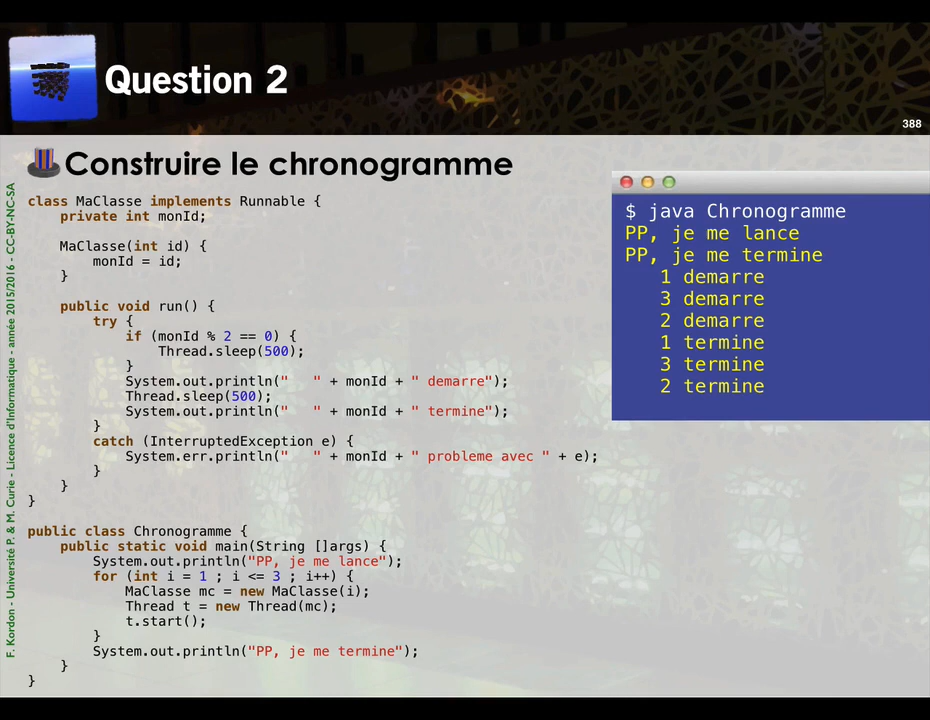 Question 2
388
Construire le chronogramme
class MaClasse implements Runnable {
    private int monId;

    MaClasse(int id) {
        monId = id;
    }

    public void run() {
        try {
            if (monId % 2 == 0) {
                Thread.sleep(500);
            }
            System.out.println("   " + monId + " demarre");
            Thread.sleep(500);
            System.out.println("   " + monId + " termine");
        }
        catch (InterruptedException e) {
            System.err.println("   " + monId + " probleme avec " + e);
        }
    }
}

public class Chronogramme {
    public static void main(String []args) {
        System.out.println("PP, je me lance");
        for (int i = 1 ; i <= 3 ; i++) {
            MaClasse mc = new MaClasse(i);
            Thread t = new Thread(mc);
            t.start();
        }
        System.out.println("PP, je me termine");
    }
}
$ java Chronogramme
PP, je me lance
PP, je me termine
   1 demarre
   3 demarre
   2 demarre
   1 termine
   3 termine
   2 termine
F. Kordon - Université P. & M. Curie - Licence d'Informatique - année 2015/2016 - CC-BY-NC-SA